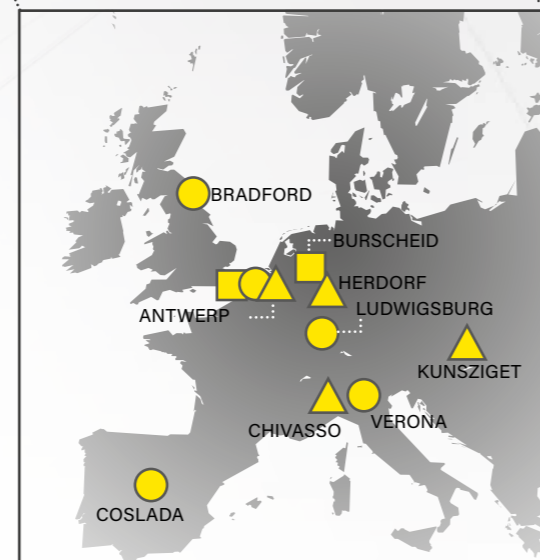 BRADFORD
BURSCHEID
HERDORF
LUDWIGSBURG
ANTWERP
KUNSZIGET
VERONA
CHIVASSO
COSLADA